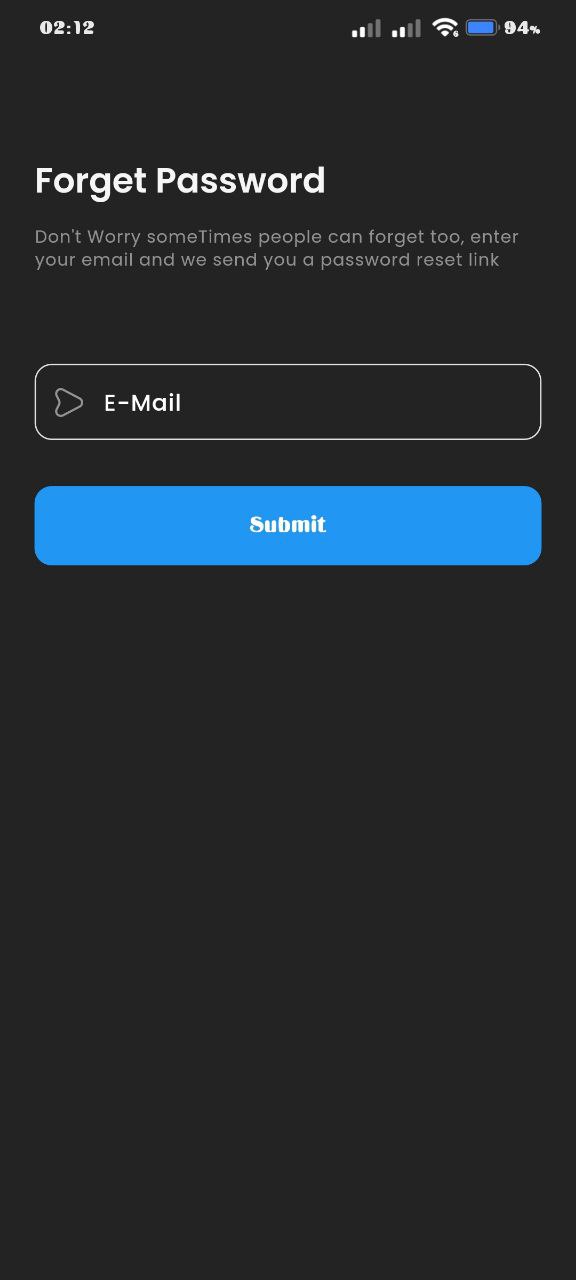 02:12
94%
Forget Password
Don't Worry someTimes people can forget too, enter
your email and we send you a password reset link
E-Mail
Submit